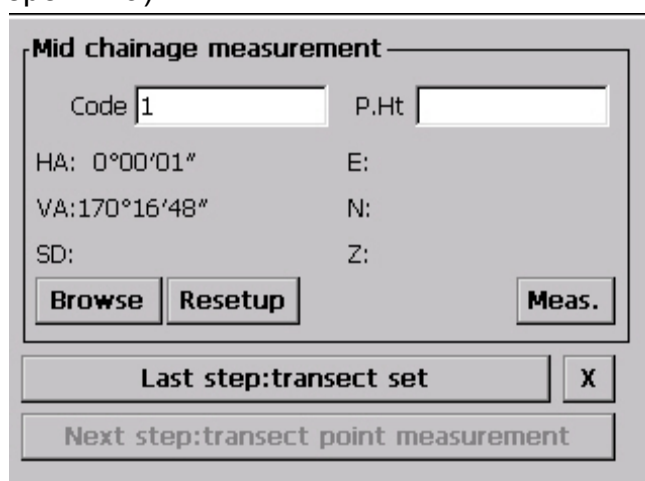 Mid chainage measurement
Code 1 P.Ht
HA: 0°00'01" E:
VA:170°16'48" N:
SD: Z:
Browse Resetup Meas.
Last step:transect set X
Next step:transect point measurement